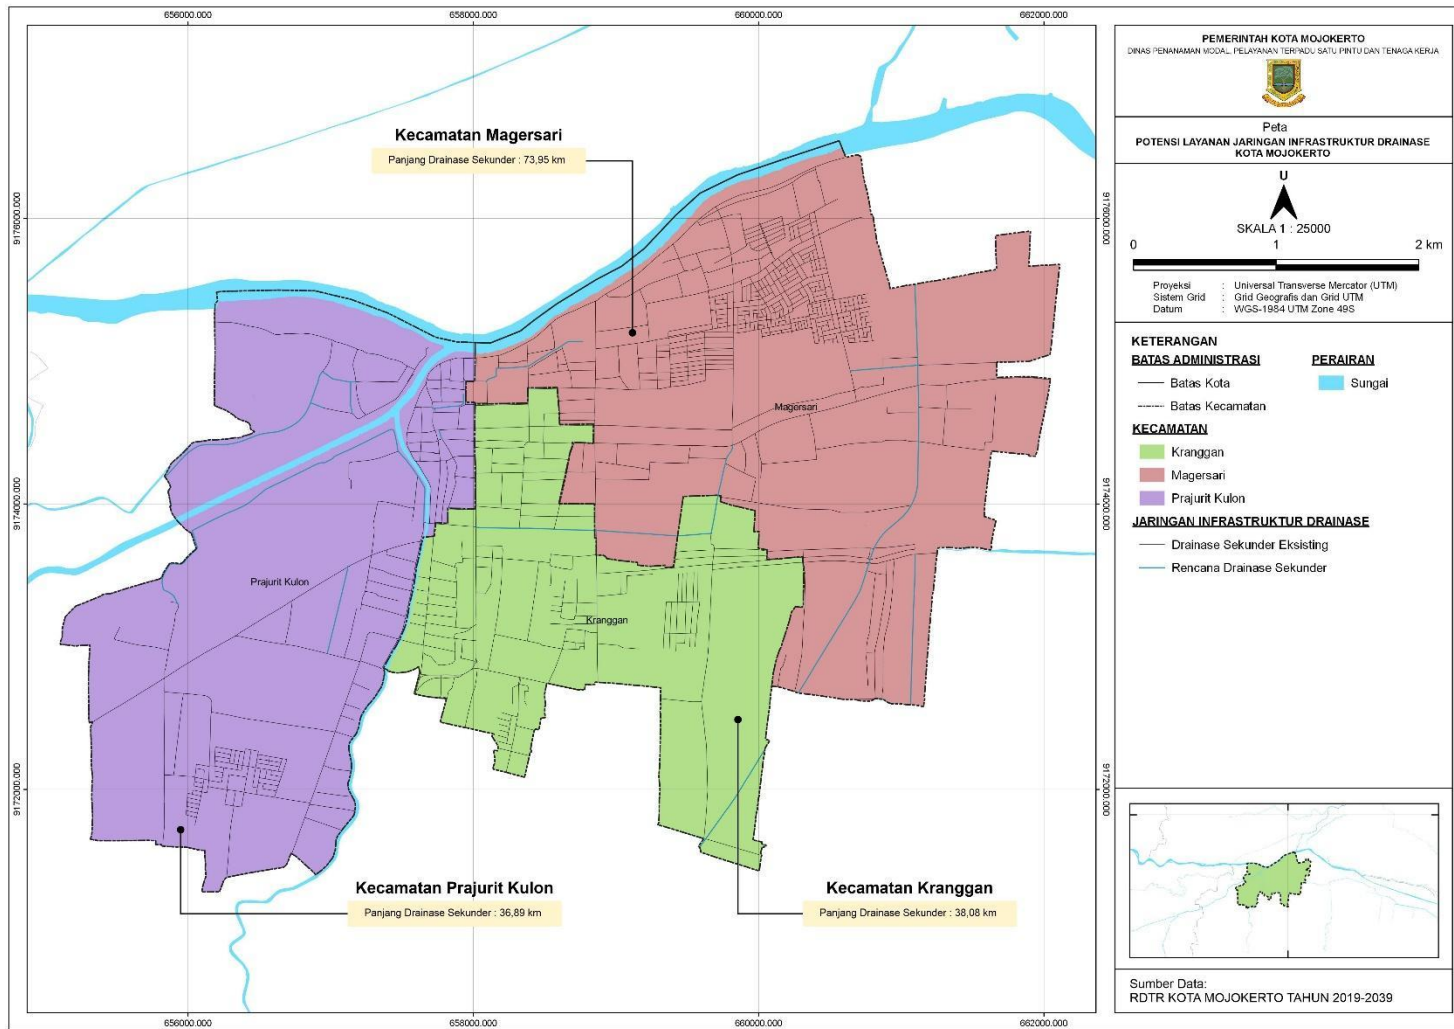 656000.000
658000.000
660000.000
662000.000
9176000.000
9174000.000
9172000.000
9176000.000
9174000.000
9172000.000
656000.000
658000.000
660000.000
662000.000
Kecamatan Magersari
Panjang Drainase Sekunder : 73,95 km
Magersari
Prajurit Kulon
Kranggan
Kecamatan Prajurit Kulon
Panjang Drainase Sekunder : 36,89 km
Kecamatan Kranggan
Panjang Drainase Sekunder : 38,08 km
PEMERINTAH KOTA MOJOKERTO
DINAS PENANAMAN MODAL, PELAYANAN TERPADU SATU PINTU DAN TENAGA KERJA
Peta
POTENSI LAYANAN JARINGAN INFRASTRUKTUR DRAINASE
KOTA MOJOKERTO
U
SKALA 1 : 25000
0 1 2 km
Proyeksi : Universal Transverse Mercator (UTM)
Sistem Grid : Grid Geografis dan Grid UTM
Datum : WGS-1984 UTM Zone 49S
KETERANGAN
BATAS ADMINISTRASI
Batas Kota
Batas Kecamatan
PERAIRAN
Sungai
KECAMATAN
Kranggan
Magersari
Prajurit Kulon
JARINGAN INFRASTRUKTUR DRAINASE
Drainase Sekunder Eksisting
Rencana Drainase Sekunder
Sumber Data:
RDTR KOTA MOJOKERTO TAHUN 2019-2039